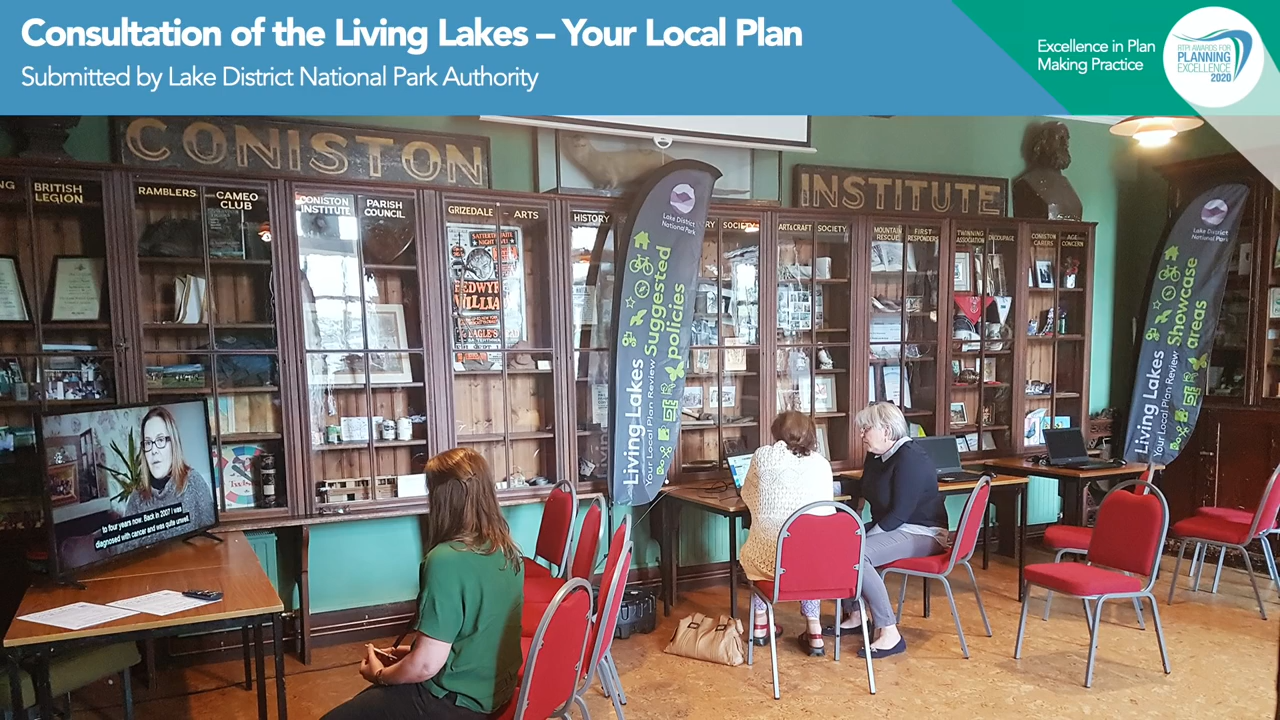 Consultation of the Living Lakes – Your Local Plan
Submitted by Lake District National Park Authority
Excellence in Plan
Making Practice
RTPI AWARDS FOR
PLANNING
EXCELLENCE
2020
CONISTON
INSTITUTE
NG
BRITISH
LEGION
RAMBLERS
CAMEO
CLUB
CONISTON
INSTITUTE
PARISH
COUNCIL
GRIZEDALE
ARTS
HISTORY
RY
SOCIETY
ART&CRAFT
SOCIETY
MOUNTAIN
RESCUE
FIRST
RESPONDERS
TWINNING
ASSOCIATION
DECOUPAGE
CONISTON
CARERS
AGE-
CONCERN
Lake District
National Park
Living Lakes
Your Local Plan Review
Suggested
policies
Lake District
National Park
Living Lakes
Your Local Plan Review
Showcase
areas
to four years now. Back in 2007 I was
diagnosed with cancer and was quite unwell.